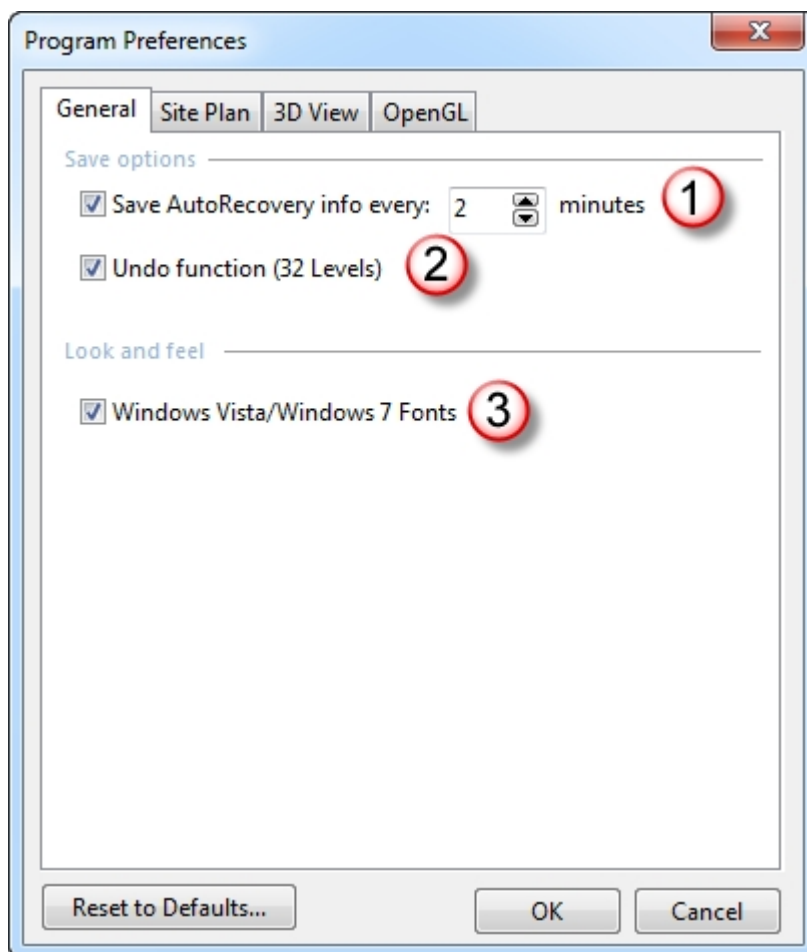 Program Preferences
General Site Plan 3D View OpenGL
Save options
Save AutoRecovery info every: 2 minutes 1
Undo function (32 Levels) 2
Look and feel
Windows Vista/Windows 7 Fonts 3
Reset to Defaults... OK Cancel